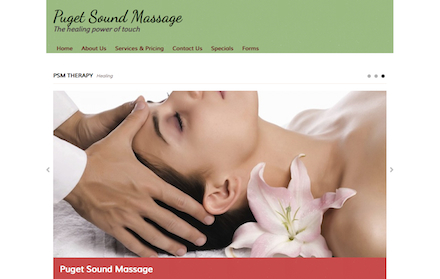 Puget Sound Massage
The healing power of touch
Home About Us Services & Pricing Contact Us Specials Forms
PSM THERAPY Healing
Puget Sound Massage